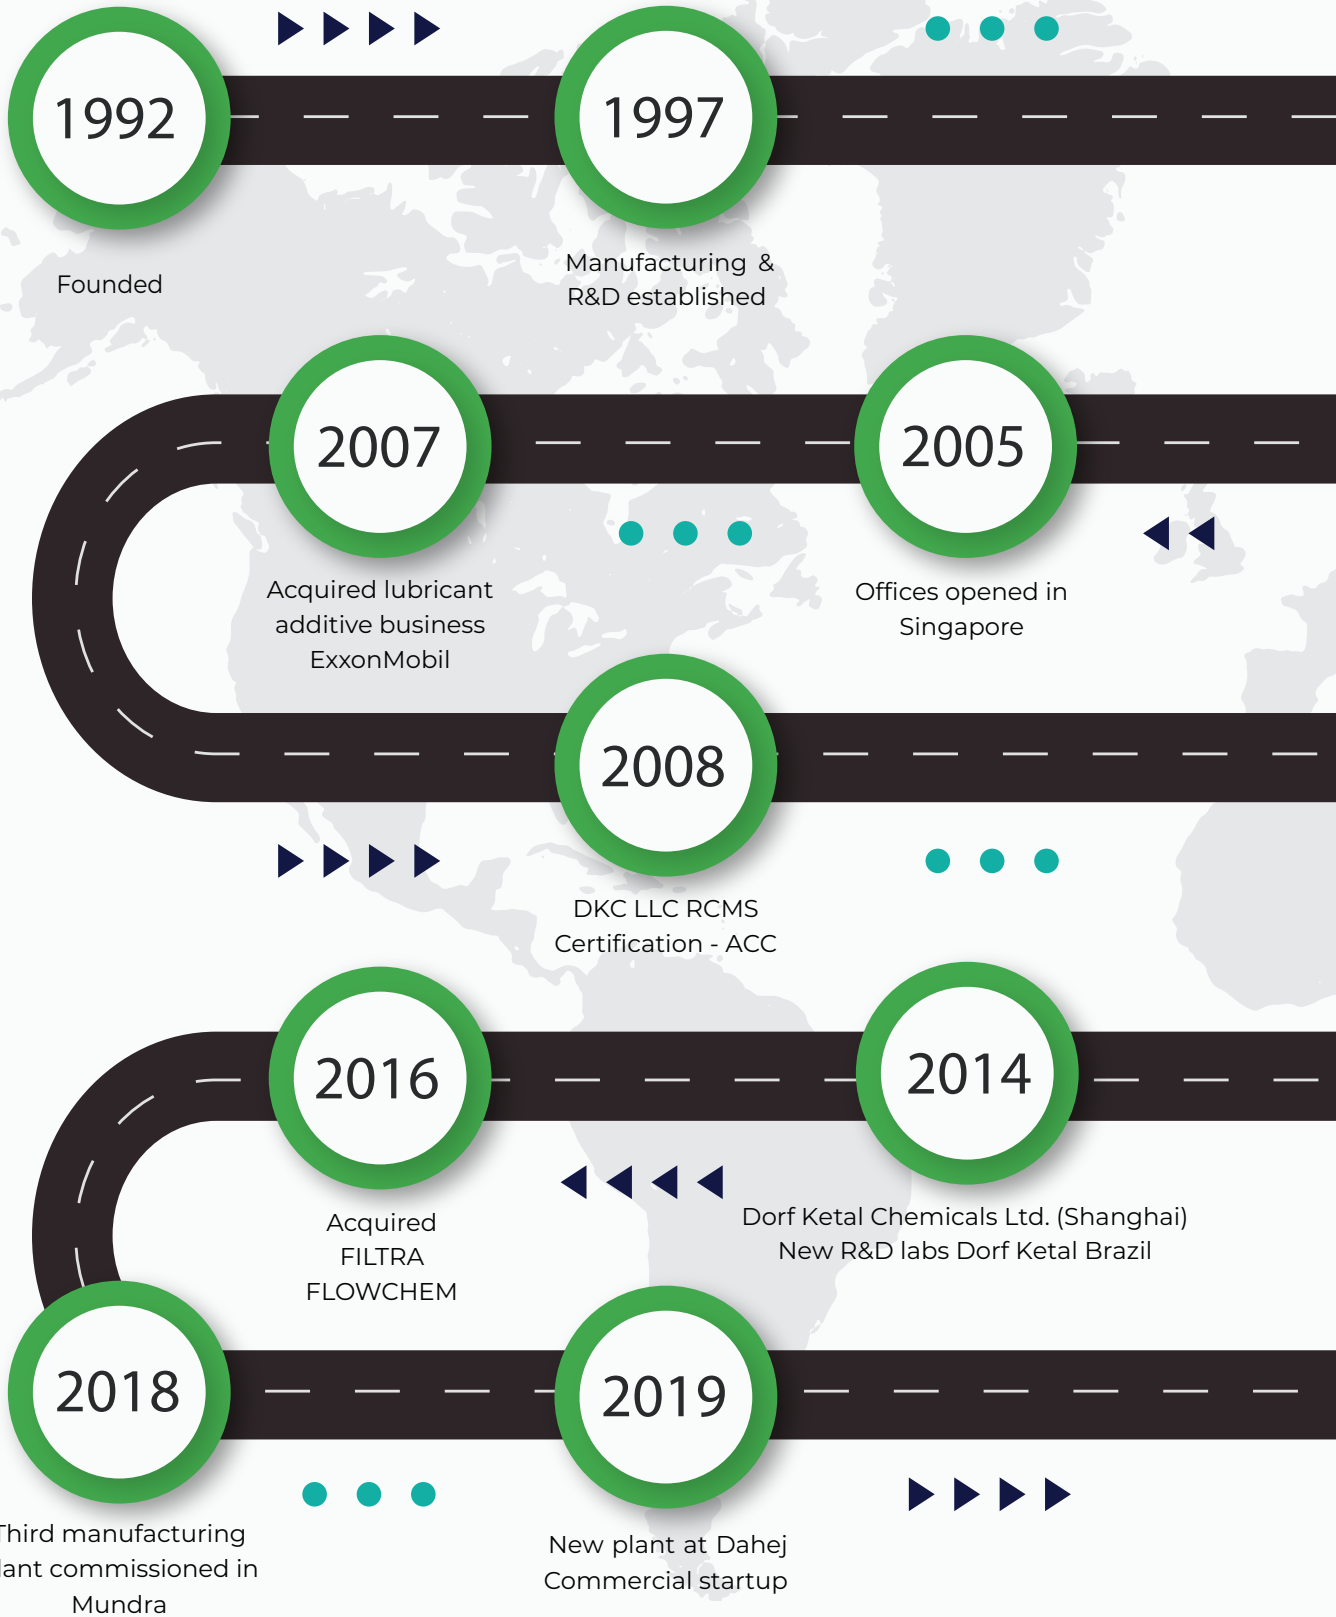 1992
Founded
1997
Manufacturing &
R&D established
2007
Acquired lubricant
additive business
ExxonMobil
2005
Offices opened in
Singapore
2008
DKC LLC RCMS
Certification - ACC
2016
Acquired
FILTRA
FLOWCHEM
2014
Dorf Ketal Chemicals Ltd. (Shanghai)
New R&D labs Dorf Ketal Brazil
2018
Third manufacturing
lant commissioned in
Mundra
2019
New plant at Dahej
Commercial startup